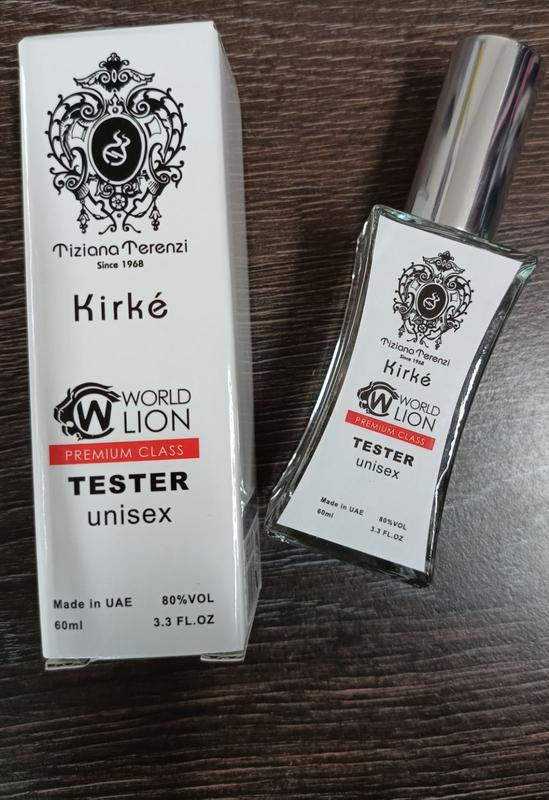 Tiziana Terenzi
Since 1968
Kirké
W WORLD
LION
PREMIUM CLASS
TESTER
unisex
Made in UAE 80%VOL
60ml 3.3 FL.OZ
Tiziana Terenzi
Since 1968
Kirké
W WORLD
LION
PREMIUM CLASS
TESTER
unisex
Made in UAE 80%VOL
60ml 3.3 FL.OZ